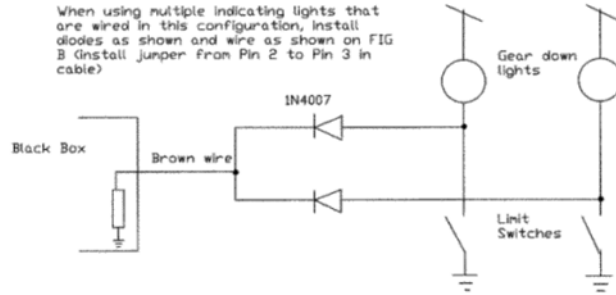 When using multiple indicating lights that
are wired in this configuration, install
diodes as shown and wire as shown on FIG
B (install jumper from Pin 2 to Pin 3 in
cable)
Gear down
lights
1N4007
Black Box
Brown wire
Limit
Switches